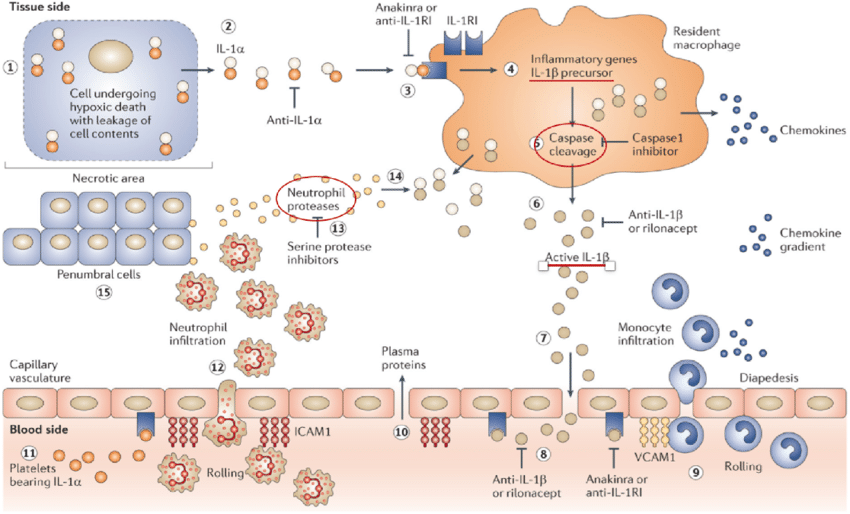 Tissue side
1
Cell undergoing
hypoxic death
with leakage of
cell contents
Necrotic area
2
IL-1α
Anti-IL-1α
Anakinra or
anti-IL-1RI
IL-1RI
3
4
Inflammatory genes
IL-1β precursor
Resident
macrophage
5
Caspase
cleavage
Caspase1
inhibitor
Chemokines
14
Neutrophil
proteases
13
Serine protease
inhibitors
6
Anti-IL-1β
or rilonacept
Active IL-1β
Chemokine
gradient
Penumbral cells
15
Neutrophil
infiltration
7
Monocyte
infiltration
12
Plasma
proteins
Capillary
vasculature
Diapedesis
Blood side
ICAM1
10
11
Platelets
bearing IL-1α
Rolling
8
Anti-IL-1β
or rilonacept
Anakinra or
anti-IL-1RI
VCAM1
9
Rolling